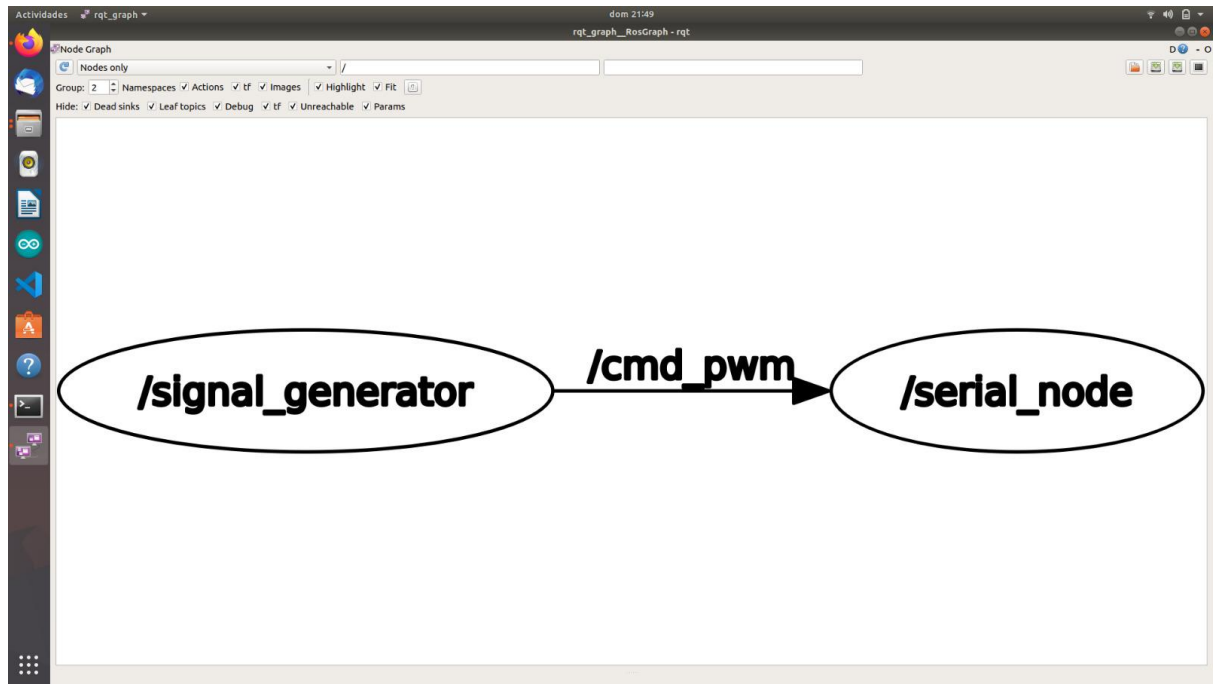 Actividades rqt_graph dom 21:49
rqt_graph__RosGraph - rqt
Node Graph D - O
Nodes only /
Group: 2 Namespaces Actions tf Images Highlight Fit
Hide: Dead sinks Leaf topics Debug tf Unreachable Params
/signal_generator /cmd_pwm /serial_node